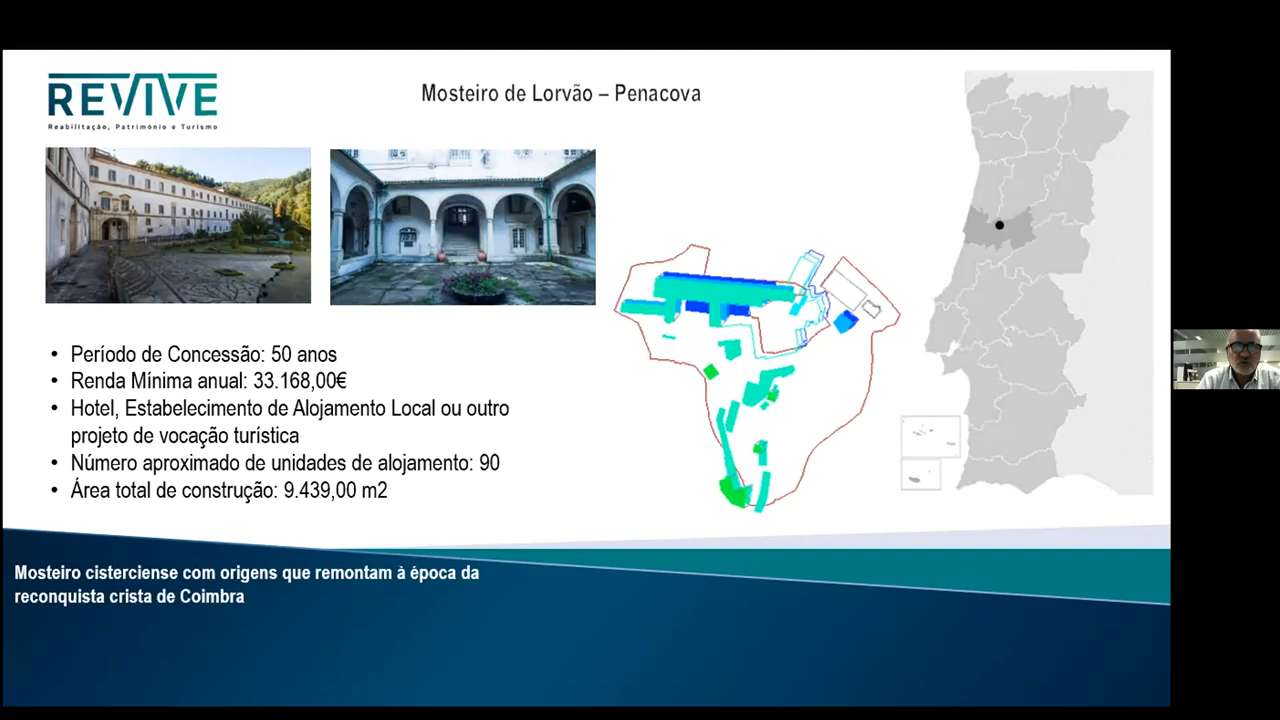 REVIVE
Reabilitação, Património e Turismo
Mosteiro de Lorvão – Penacova
• Período de Concessão: 50 anos
• Renda Mínima anual: 33.168,00€
• Hotel, Estabelecimento de Alojamento Local ou outro
projeto de vocação turística
• Número aproximado de unidades de alojamento: 90
• Área total de construção: 9.439,00 m2
Mosteiro cisterciense com origens que remontam à época da
reconquista crista de Coimbra